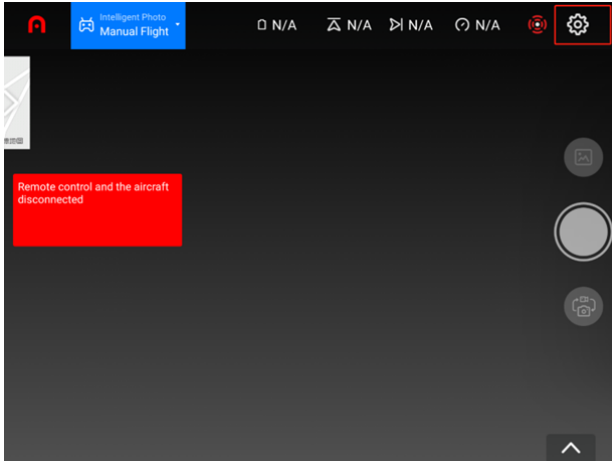 Intelligent Photo
Manual Flight
N/A
N/A
N/A
N/A
Remote control and the aircraft
disconnected